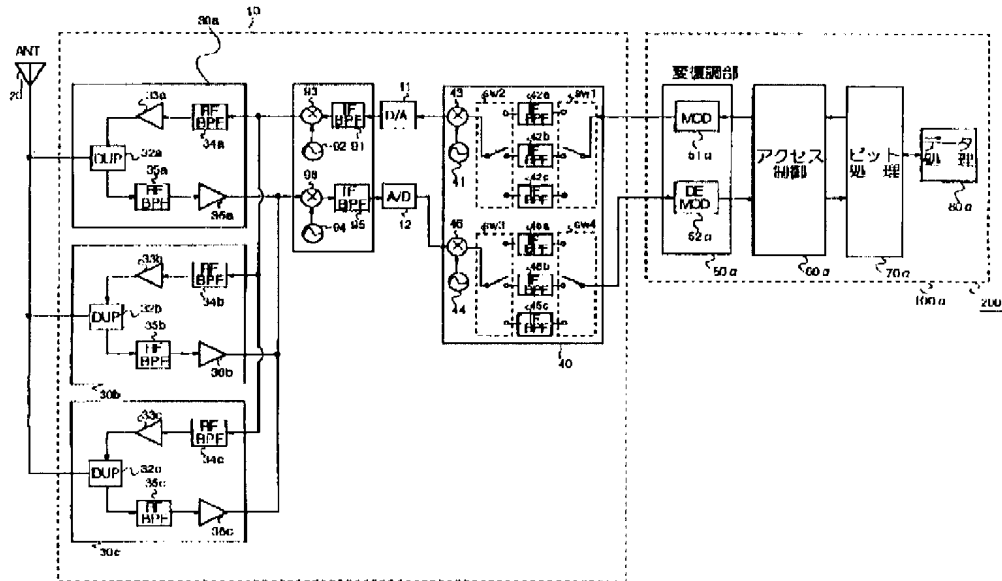 10
30a
ANT
20
33a
RF
BPF
34a
DUP
32a
35a
RF
BPF
36a
33b
RF
BPF
34b
DUP
32b
35b
RF
BPF
36b
30b
33c
RF
BPF
34c
DUP
32c
35c
RF
BPF
36c
30c
93
IF
BPF
92
91
11
D/A
96
IF
BPF
94
95
A/D
12
43
41
sw2
42a
IF
BPF
42b
IF
BPF
42c
IF
BPF
sw1
46
44
sw3
45a
IF
BPF
45b
IF
BPF
45c
IF
BPF
sw4
40
変復調部
MOD
51a
DE
MOD
52a
50a
アクセス
制御
60a
ビット
処理
70a
データ
処理
80a
100a
200